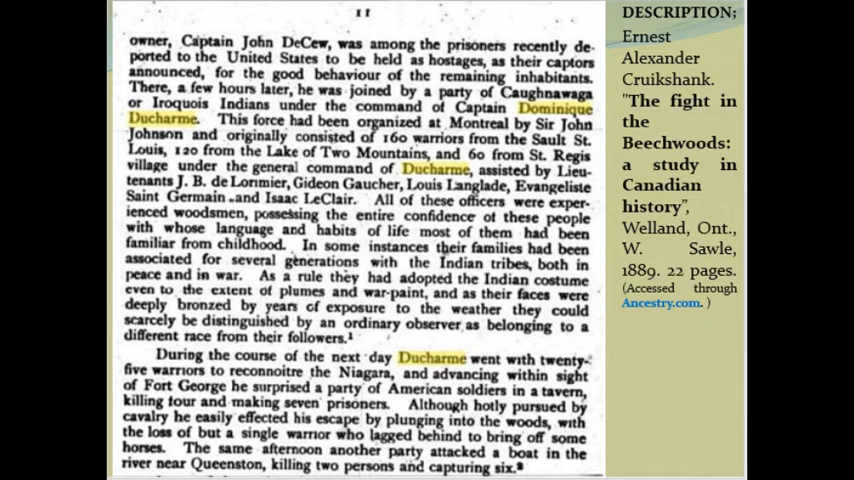 11
owner, Captain John DeCew, was among the prisoners recently de-
ported to the United States to be held as hostages, as their captors
announced, for the good behaviour of the remaining inhabitants.
There, a few hours later, he was joined by a party of Caughnawaga
or Iroquois Indians under the command of Captain Dominique
Ducharme. This force had been organized at Montreal by Sir John
Johnson and originally consisted of 160 warriors from the Sault St.
Louis, 120 from the Lake of Two Mountains, and 60 from St. Regis
village under the general command of Ducharme, assisted by Lieu-
tenants J. B. de Lorimier, Gideon Gaucher, Louis Langlade, Evangeliste
Saint Germain and Isaac LeClair. All of these officers were exper-
ienced woodsmen, possessing the entire confidence of these people
with whose language and habits of life most of them had been
familiar from childhood. In some instances their families had been
associated for several generations with the Indian tribes, both in
peace and in war. As a rule they had adopted the Indian costume
even to the extent of plumes and war-paint, and as their faces were
deeply bronzed by years of exposure to the weather they could
scarcely be distinguished by an ordinary observer as belonging to a
different race from their followers.¹
During the course of the next day Ducharme went with twenty-
five warriors to reconnoitre the Niagara, and advancing within sight
of Fort George he surprised a party of American soldiers in a tavern,
killing four and making seven prisoners. Although hotly pursued by
cavalry he easily effected his escape by plunging into the woods, with
the loss of but a single warrior who lagged behind to bring off some
horses. The same afternoon another party attacked a boat in the
river near Queenston, killing two persons and capturing six.²
DESCRIPTION;
Ernest
Alexander
Cruikshank.
"The fight in
the
Beechwoods:
a study in
Canadian
history",
Welland, Ont.,
W. Sawle,
1889. 22 pages.
(Accessed through
Ancestry.com. )